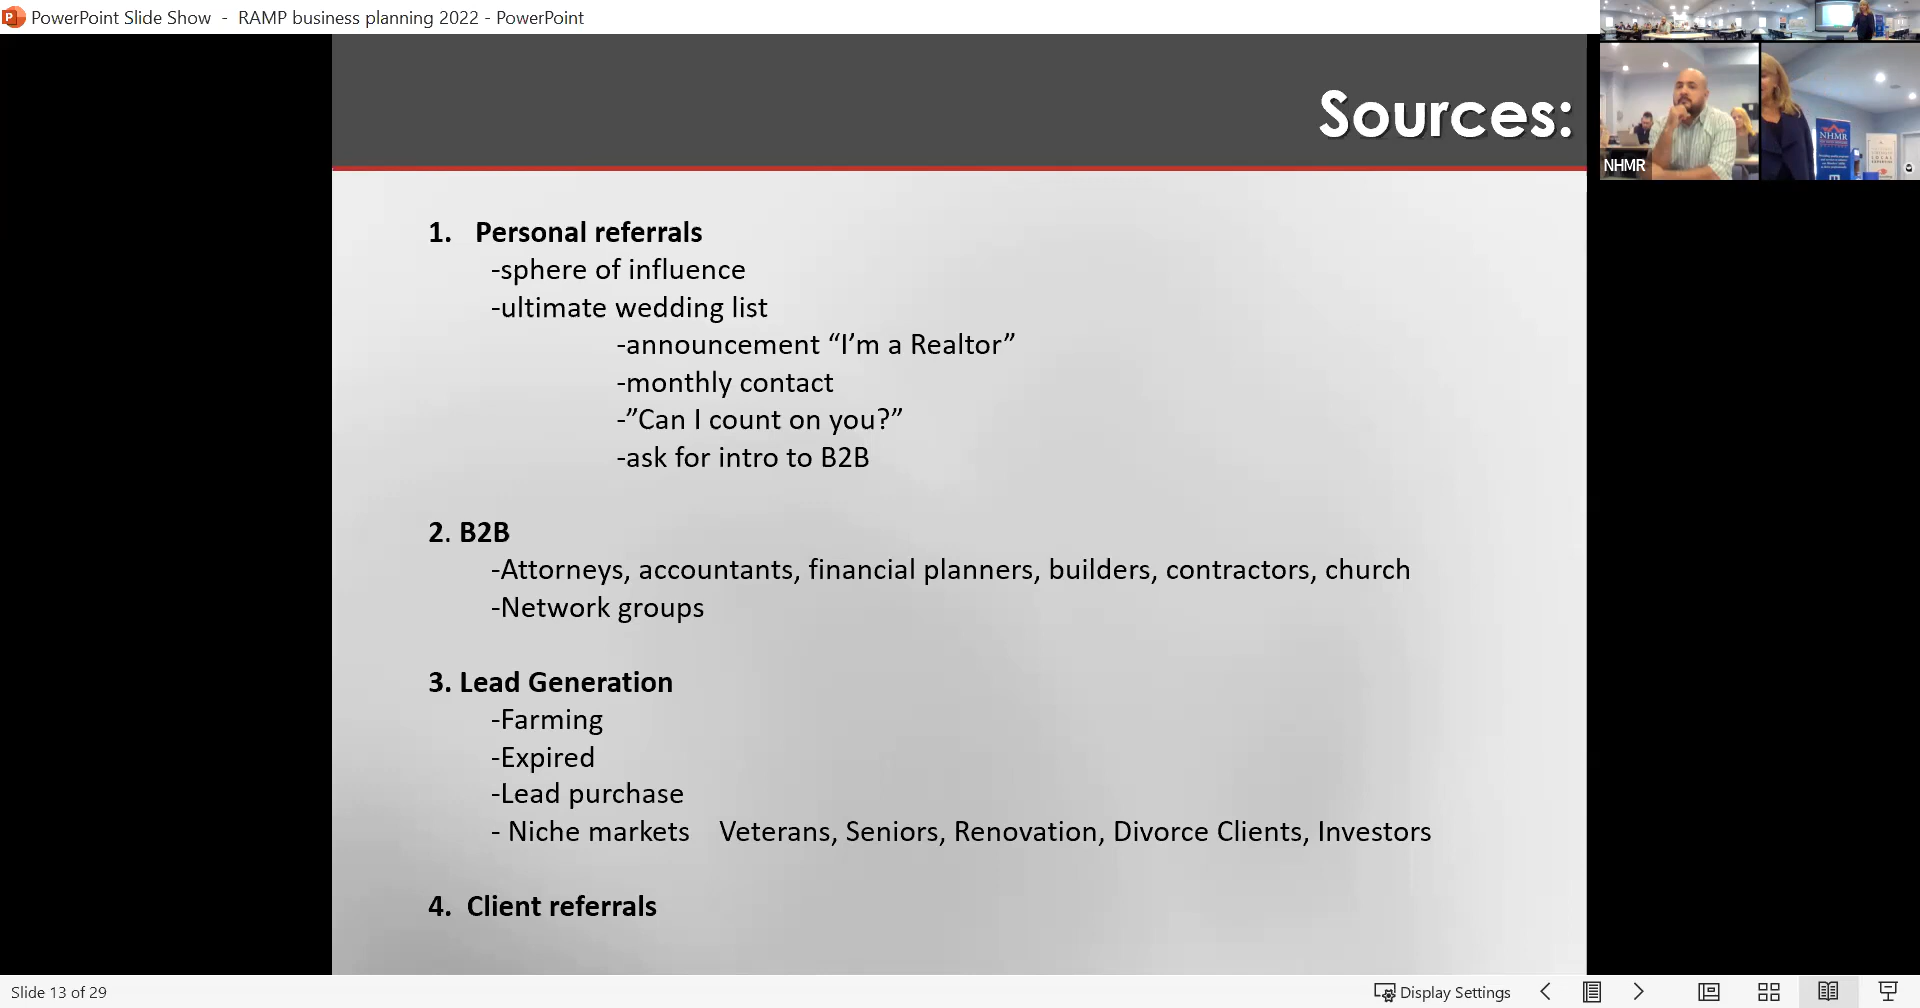 PowerPoint Slide Show - RAMP business planning 2022 - PowerPoint
Sources:
NHMR
NHMR
LOCAL
1. Personal referrals
-sphere of influence
-ultimate wedding list
-announcement “I’m a Realtor”
-monthly contact
-”Can I count on you?”
-ask for intro to B2B
2. B2B
-Attorneys, accountants, financial planners, builders, contractors, church
-Network groups
3. Lead Generation
-Farming
-Expired
-Lead purchase
- Niche markets Veterans, Seniors, Renovation, Divorce Clients, Investors
4. Client referrals
Slide 13 of 29
Display Settings